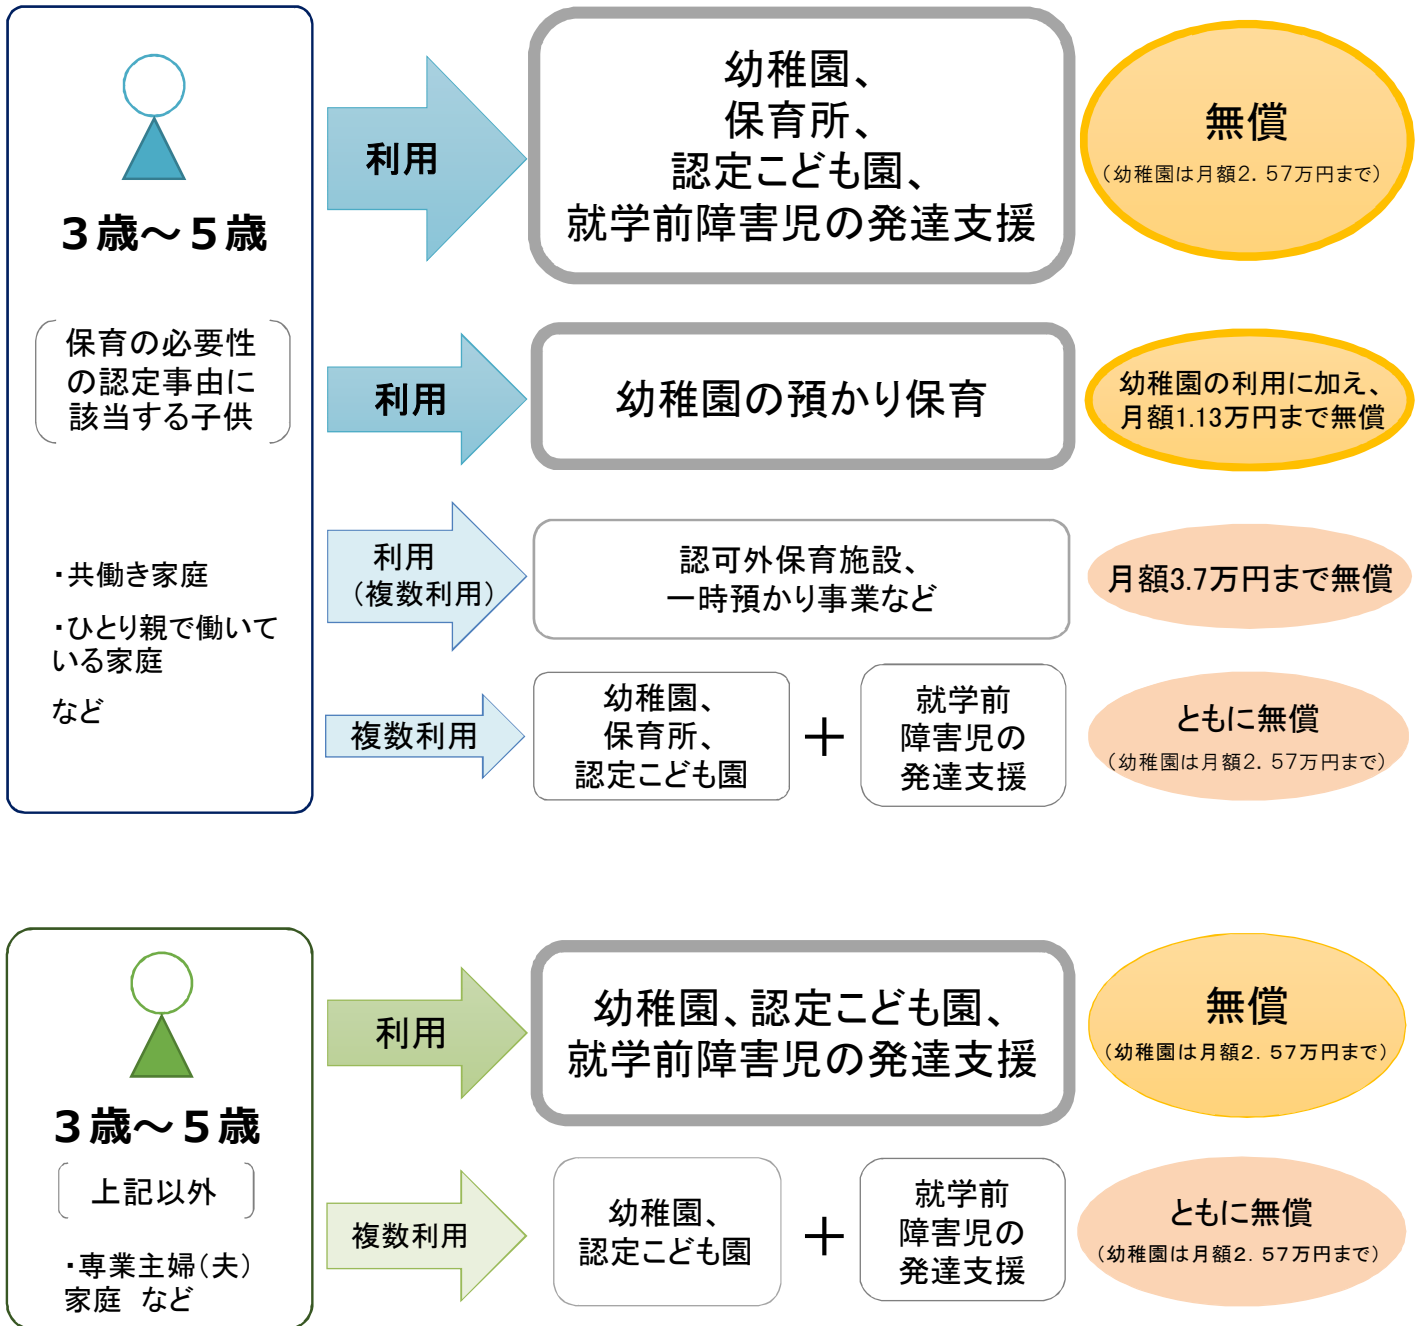 ３歳～５歳
保育の必要性
の認定事由に
該当する子供
・共働き家庭
・ひとり親で働いて
いる家庭
など
利用
幼稚園、
保育所、
認定こども園、
就学前障害児の発達支援
無償
（幼稚園は月額2．57万円まで）
利用
幼稚園の預かり保育
幼稚園の利用に加え、
月額1.13万円まで無償
利用
（複数利用）
認可外保育施設、
一時預かり事業など
月額3.7万円まで無償
複数利用
幼稚園、
保育所、
認定こども園
＋
就学前
障害児の
発達支援
ともに無償
（幼稚園は月額2．57万円まで）
３歳～５歳
上記以外
・専業主婦（夫）
家庭　など
利用
幼稚園、認定こども園、
就学前障害児の発達支援
無償
（幼稚園は月額2．57万円まで）
複数利用
幼稚園、
認定こども園
＋
就学前
障害児の
発達支援
ともに無償
（幼稚園は月額2．57万円まで）